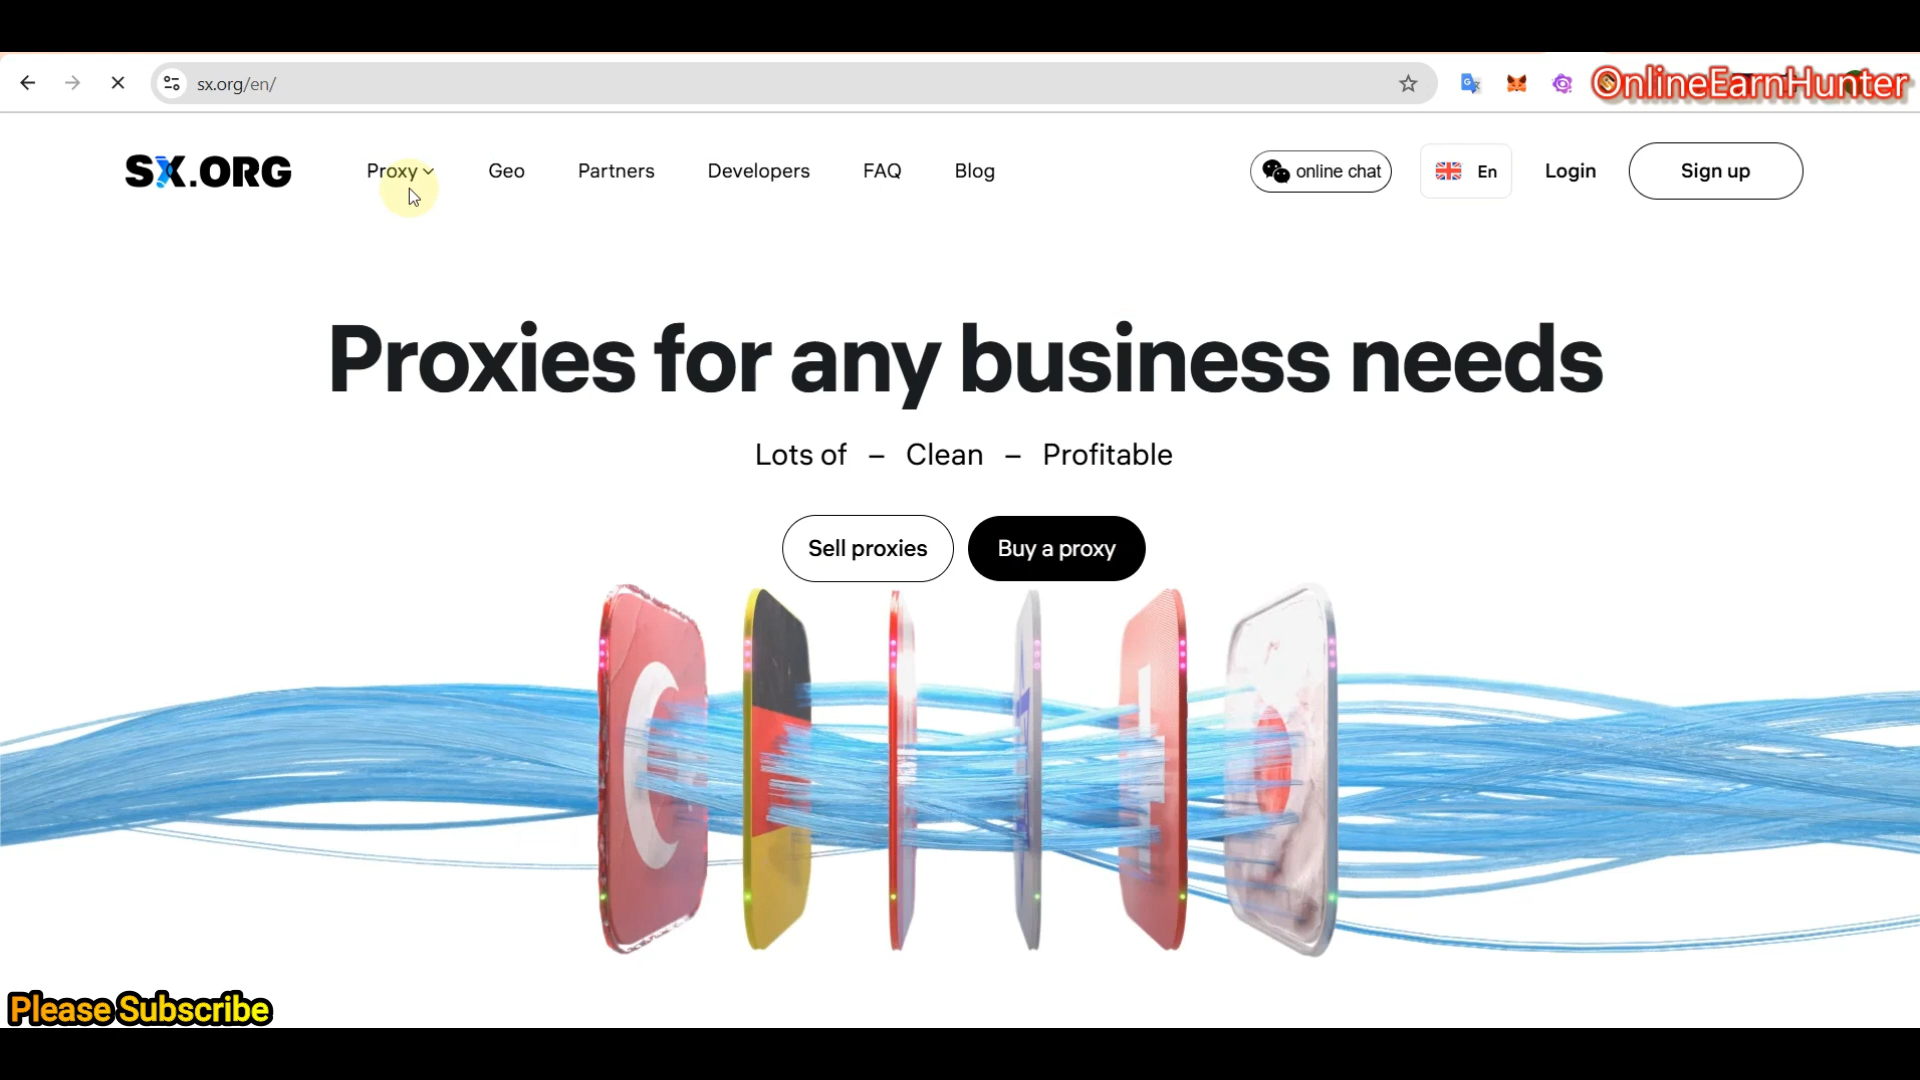 sx.org/en/
OnlineEarnHunter
SX.ORG
Proxy
Geo
Partners
Developers
FAQ
Blog
online chat
En
Login
Sign up
Proxies for any business needs
Lots of – Clean – Profitable
Sell proxies
Buy a proxy
Please Subscribe